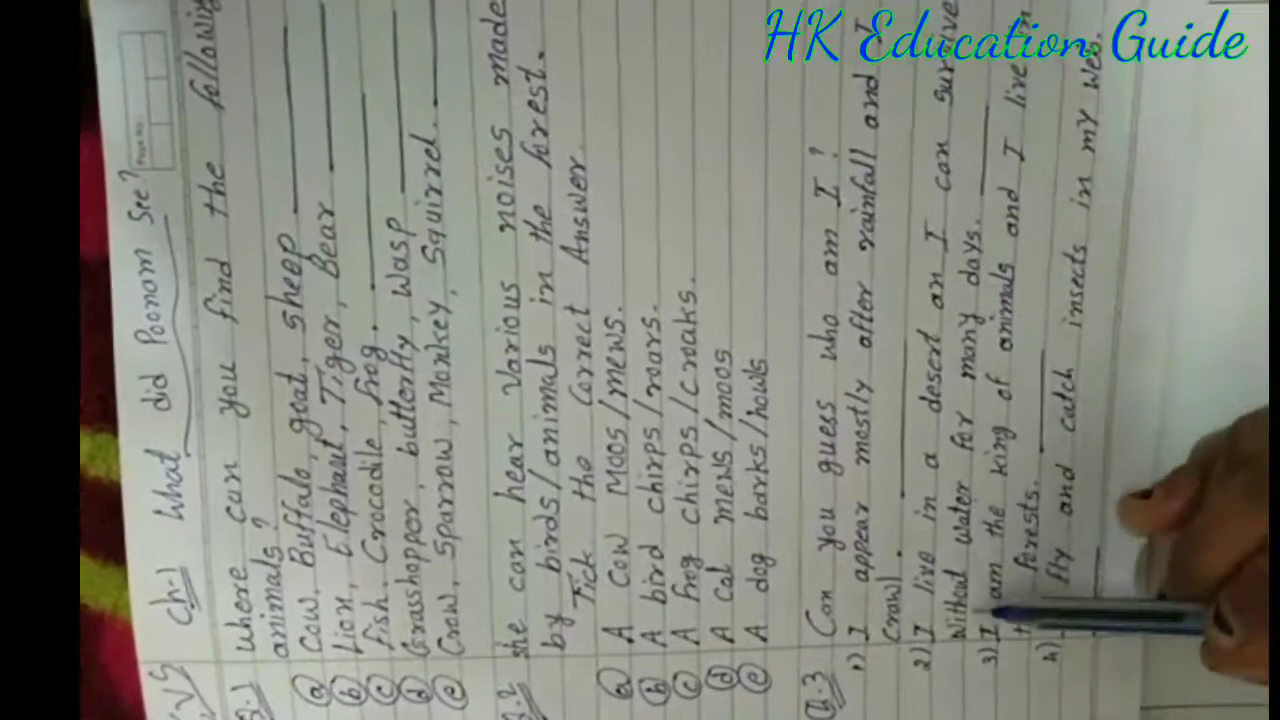 HK Education Guide
Page No.
EVS Ch-1 What did Poonam See?
Q.1 where can you find the following
animals?
(a) Cow, Buffalo, goat, sheep
(b) Lion, Elephant, Tiger, Bear
(c) fish, Crocodile, frog.
(d) Grasshopper, butterfly, Wasp
(e) Crow, Sparrow, Monkey, Squirrel.
Q.2 she can hear Various noises made
by birds/animals in the forest.
Tick the Correct Answer.
(a) A Cow Moos/mews.
(b) A bird chirps/roars.
(c) A frog chirps/croaks.
(d) A cat mews/moos
(e) A dog barks/howls
Q.3 Can you guess who am I?
1) I appear mostly after rainfall and I
Crawl.
2) I live in a desert an I can survive
Without water for many days.
3) I am the king of animals and I live in
forests.
4) fly and catch insects in my web.